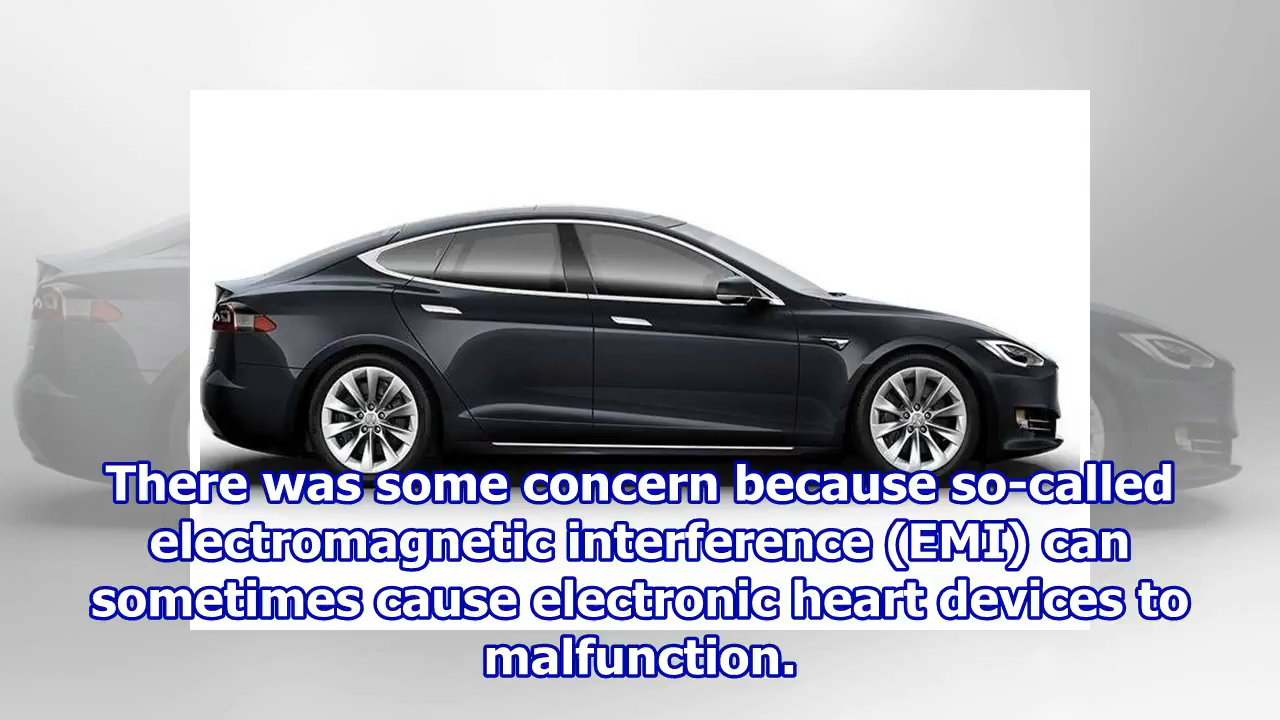 There was some concern because so-called
electromagnetic interference (EMI) can
sometimes cause electronic heart devices to
malfunction.